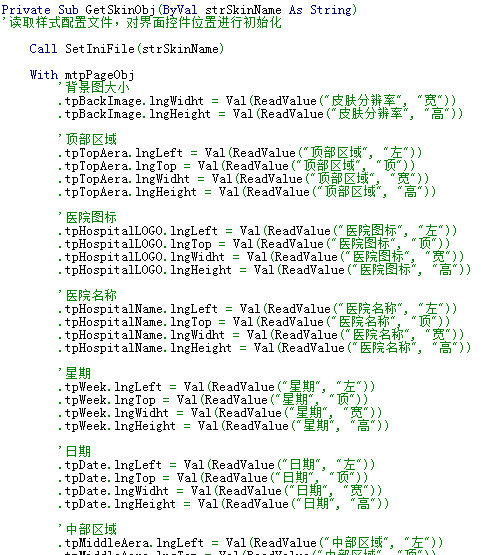 Private Sub GetSkinObj(ByVal strSkinName As String)
'读取样式配置文件，对界面控件位置进行初始化
Call SetIniFile(strSkinName)
With mtpPageObj
'背景图大小
.tpBackImage.lngWidht = Val(ReadValue("皮肤分辨率", "宽"))
.tpBackImage.lngHeight = Val(ReadValue("皮肤分辨率", "高"))
'顶部区域
.tpTopAera.lngLeft = Val(ReadValue("顶部区域", "左"))
.tpTopAera.lngTop = Val(ReadValue("顶部区域", "顶"))
.tpTopAera.lngWidht = Val(ReadValue("顶部区域", "宽"))
.tpTopAera.lngHeight = Val(ReadValue("顶部区域", "高"))
'医院图标
.tpHospitalLOGO.lngLeft = Val(ReadValue("医院图标", "左"))
.tpHospitalLOGO.lngTop = Val(ReadValue("医院图标", "顶"))
.tpHospitalLOGO.lngWidht = Val(ReadValue("医院图标", "宽"))
.tpHospitalLOGO.lngHeight = Val(ReadValue("医院图标", "高"))
'医院名称
.tpHospitalName.lngLeft = Val(ReadValue("医院名称", "左"))
.tpHospitalName.lngTop = Val(ReadValue("医院名称", "顶"))
.tpHospitalName.lngWidht = Val(ReadValue("医院名称", "宽"))
.tpHospitalName.lngHeight = Val(ReadValue("医院名称", "高"))
'星期
.tpWeek.lngLeft = Val(ReadValue("星期", "左"))
.tpWeek.lngTop = Val(ReadValue("星期", "顶"))
.tpWeek.lngWidht = Val(ReadValue("星期", "宽"))
.tpWeek.lngHeight = Val(ReadValue("星期", "高"))
'日期
.tpDate.lngLeft = Val(ReadValue("日期", "左"))
.tpDate.lngTop = Val(ReadValue("日期", "顶"))
.tpDate.lngWidht = Val(ReadValue("日期", "宽"))
.tpDate.lngHeight = Val(ReadValue("日期", "高"))
'中部区域
.tpMiddleAera.lngLeft = Val(ReadValue("中部区域", "左"))